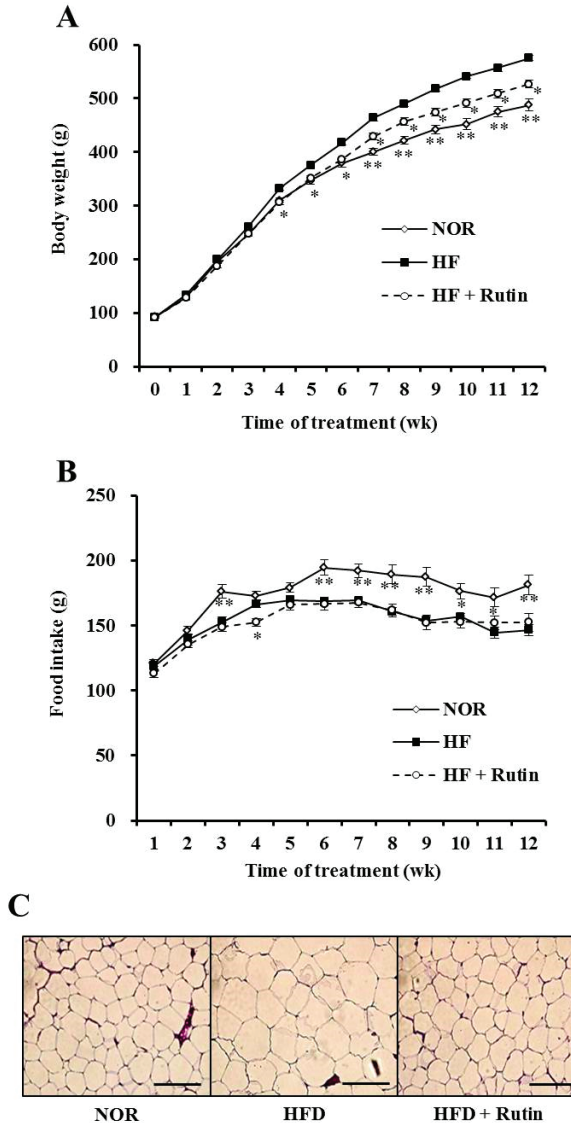 A
600
500
400
300
200
100
0
Body weight (g)
* * * ** ** ** ** ** **
* * * * * *
NOR
HF
HF + Rutin
0 1 2 3 4 5 6 7 8 9 10 11 12
Time of treatment (wk)
B
250
200
150
100
50
0
Food intake (g)
** * ** ** ** ** * * **
NOR
HF
HF + Rutin
1 2 3 4 5 6 7 8 9 10 11 12
Time of treatment (wk)
C
NOR HFD HFD + Rutin